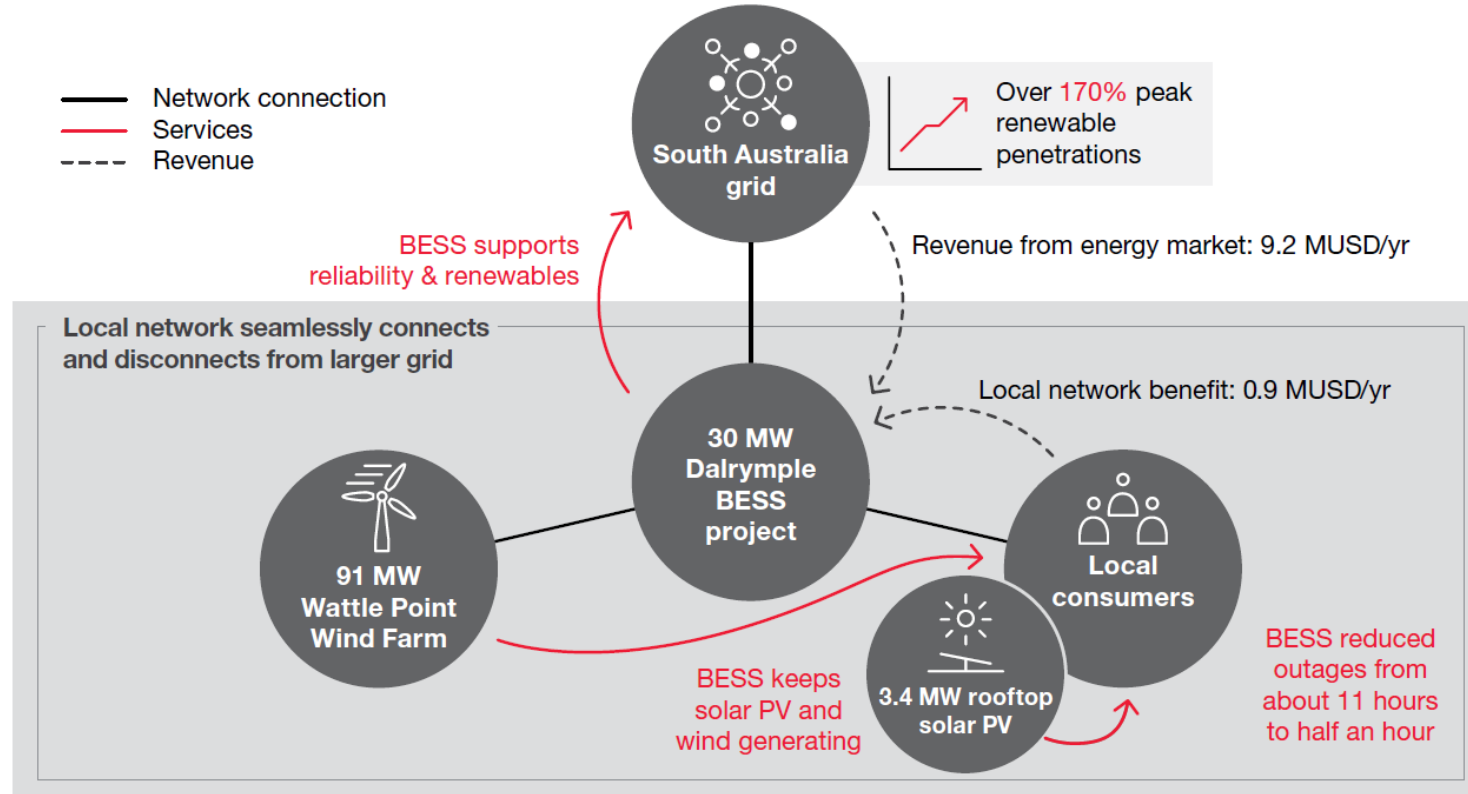 Network connection
Services
Revenue
South Australia
grid
Over 170% peak
renewable
penetrations
BESS supports
reliability & renewables
Revenue from energy market: 9.2 MUSD/yr
Local network seamlessly connects
and disconnects from larger grid
Local network benefit: 0.9 MUSD/yr
30 MW
Dalrymple
BESS
project
91 MW
Wattle Point
Wind Farm
Local
consumers
BESS keeps
solar PV and
wind generating
3.4 MW rooftop
solar PV
BESS reduced
outages from
about 11 hours
to half an hour